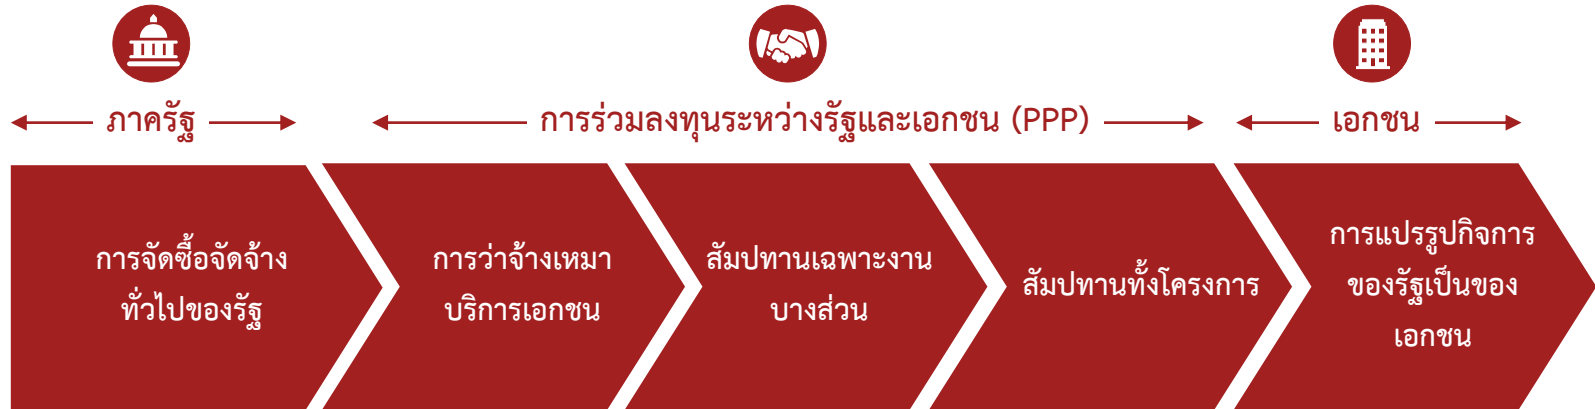 ภาครัฐ
การร่วมลงทุนระหว่างรัฐและเอกชน (PPP)
เอกชน
การจัดซื้อจัดจ้าง
ทั่วไปของรัฐ
การว่าจ้างเหมา
บริการเอกชน
สัมปทานเฉพาะงาน
บางส่วน
สัมปทานทั้งโครงการ
การแปรรูปกิจการ
ของรัฐเป็นของ
เอกชน